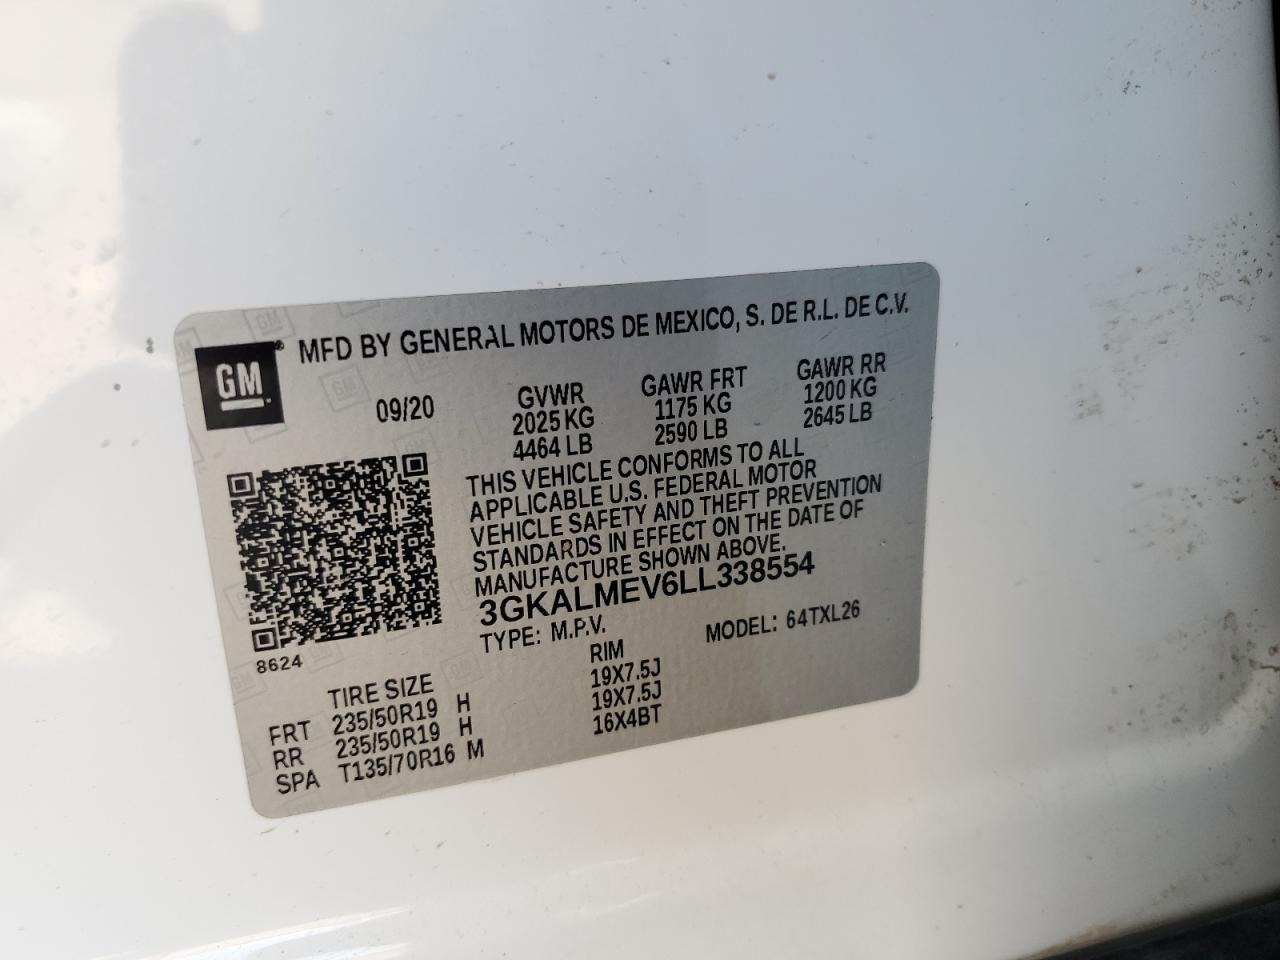 MFD BY GENERAL MOTORS DE MEXICO, S. DE R.L. DE C.V.
GM
09/20
GVWR GAWR FRT GAWR RR
2025 KG 1175 KG 1200 KG
4464 LB 2590 LB 2645 LB
THIS VEHICLE CONFORMS TO ALL
APPLICABLE U.S. FEDERAL MOTOR
VEHICLE SAFETY AND THEFT PREVENTION
STANDARDS IN EFFECT ON THE DATE OF
MANUFACTURE SHOWN ABOVE.
3GKALMEV6LL338554
TYPE: M.P.V. MODEL: 64TXL26
8624
TIRE SIZE RIM
FRT 235/50R19 H 19X7.5J
RR 235/50R19 H 19X7.5J
SPA T135/70R16 M 16X4BT